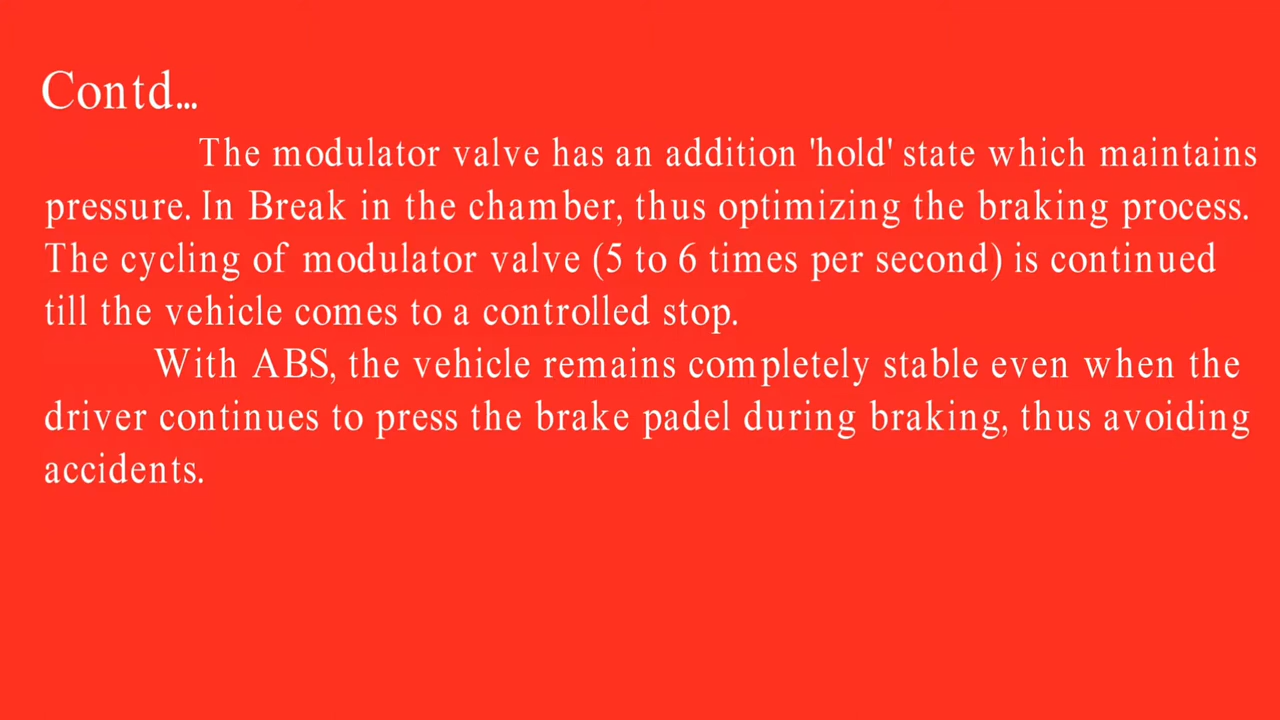 Contd...
The modulator valve has an addition 'hold' state which maintains
pressure. In Break in the chamber, thus optimizing the braking process.
The cycling of modulator valve (5 to 6 times per second) is continued
till the vehicle comes to a controlled stop.
With ABS, the vehicle remains completely stable even when the
driver continues to press the brake padel during braking, thus avoiding
accidents.